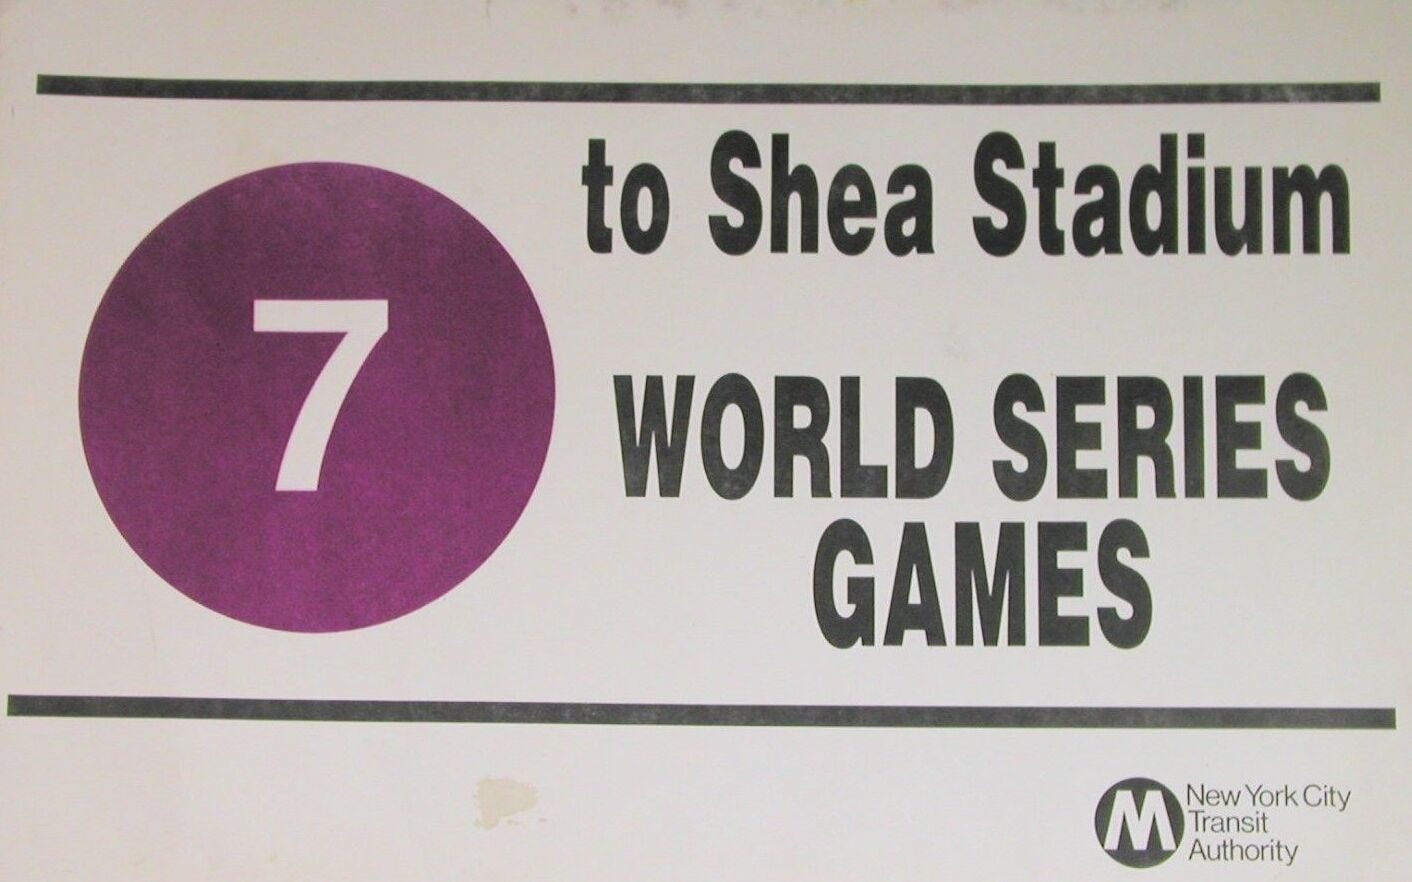 7
to Shea Stadium
WORLD SERIES
GAMES
M
New York City
Transit
Authority